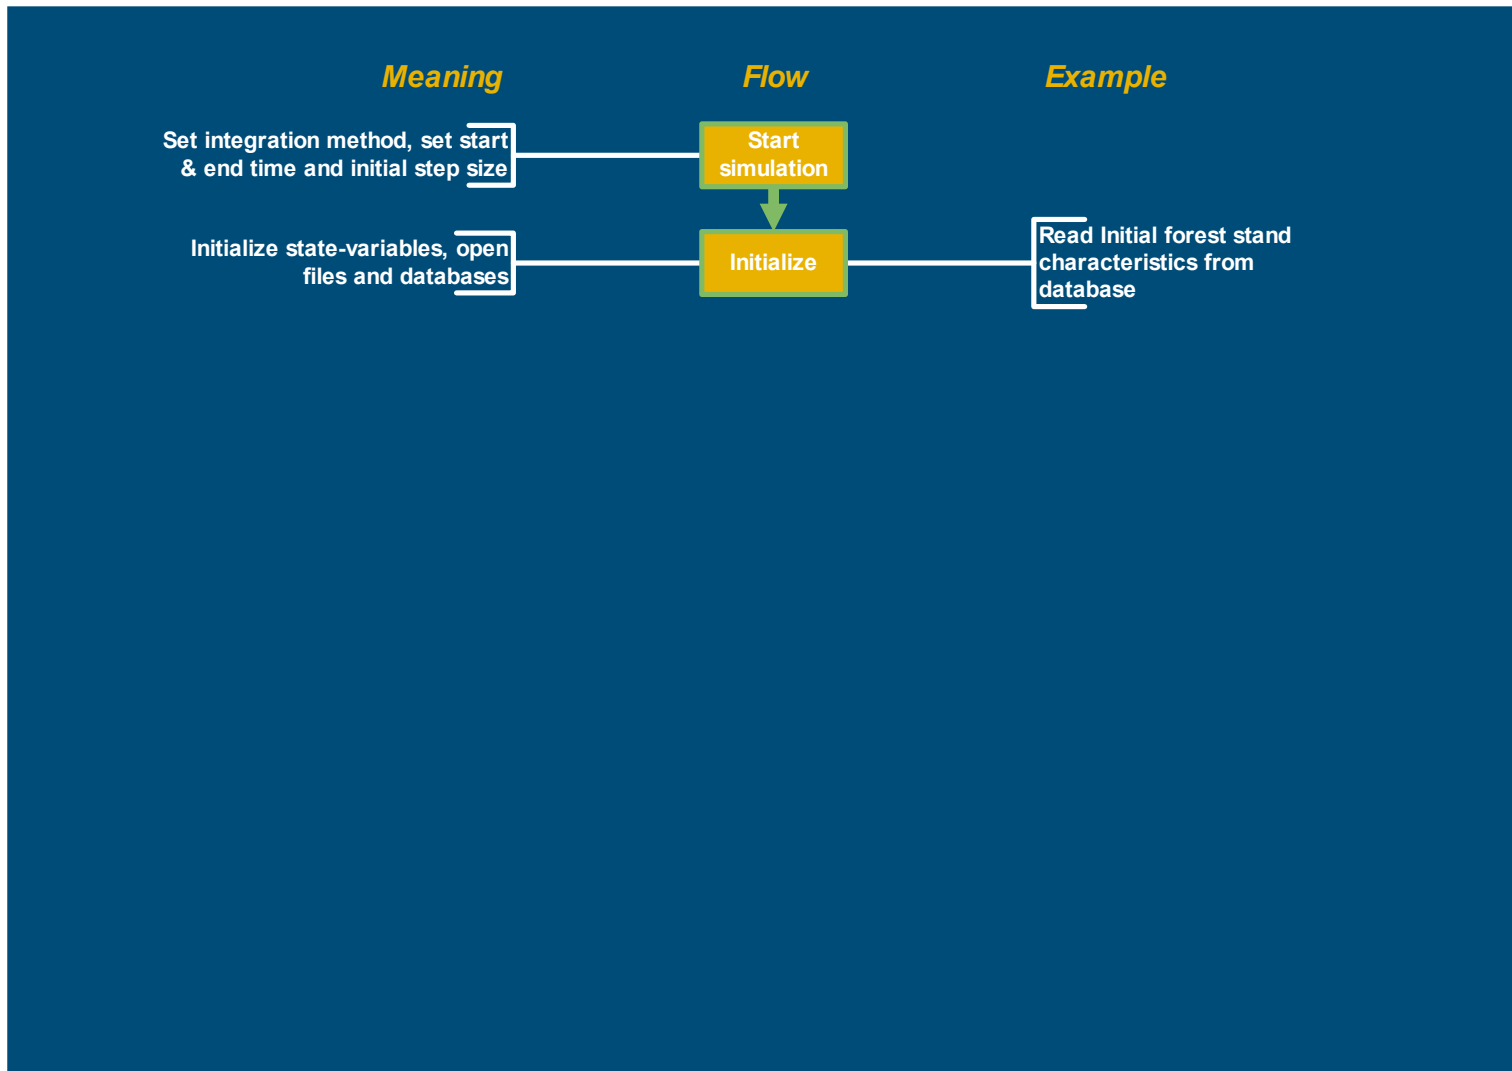 Meaning
Flow
Example
Set integration method, set start
& end time and initial step size
Start
simulation
Initialize state-variables, open
files and databases
Initialize
Read Initial forest stand
characteristics from
database